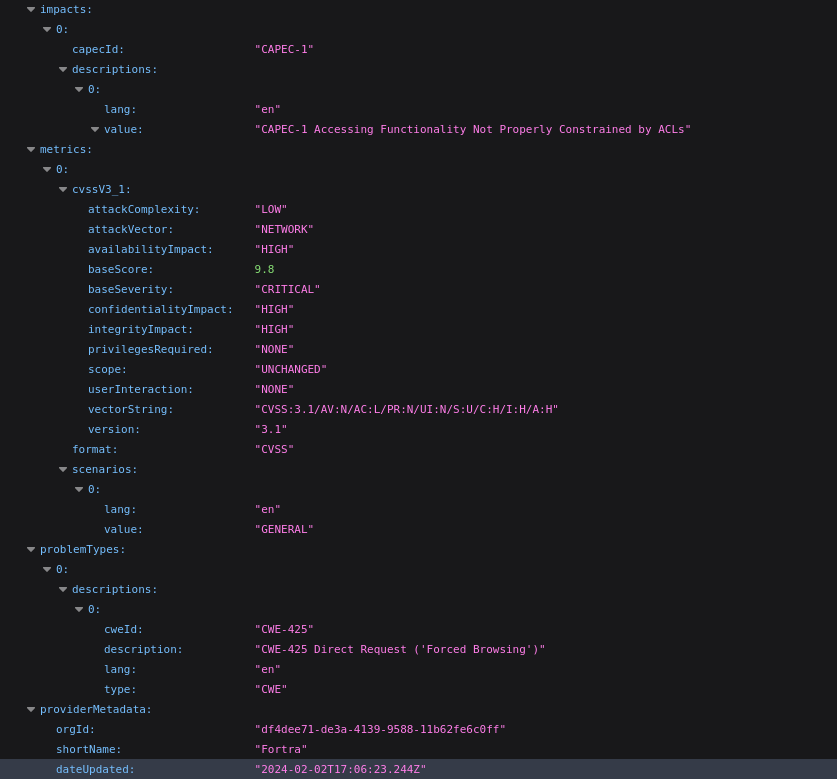 impacts:
0:
capecId: "CAPEC-1"
descriptions:
0:
lang: "en"
value: "CAPEC-1 Accessing Functionality Not Properly Constrained by ACLs"
metrics:
0:
cvssV3_1:
attackComplexity: "LOW"
attackVector: "NETWORK"
availabilityImpact: "HIGH"
baseScore: 9.8
baseSeverity: "CRITICAL"
confidentialityImpact: "HIGH"
integrityImpact: "HIGH"
privilegesRequired: "NONE"
scope: "UNCHANGED"
userInteraction: "NONE"
vectorString: "CVSS:3.1/AV:N/AC:L/PR:N/UI:N/S:U/C:H/I:H/A:H"
version: "3.1"
format: "CVSS"
scenarios:
0:
lang: "en"
value: "GENERAL"
problemTypes:
0:
descriptions:
0:
cweId: "CWE-425"
description: "CWE-425 Direct Request ('Forced Browsing')"
lang: "en"
type: "CWE"
providerMetadata:
orgId: "df4dee71-de3a-4139-9588-11b62fe6c0ff"
shortName: "Fortra"
dateUpdated: "2024-02-02T17:06:23.244Z"